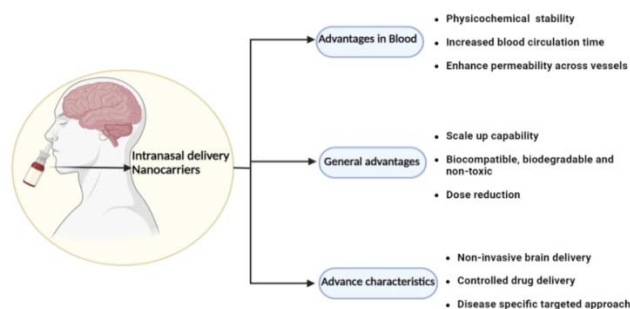 Intranasal delivery
Nanocarriers
Advantages in Blood
• Physicochemical stability
• Increased blood circulation time
• Enhance permeability across vessels
General advantages
• Scale up capability
• Biocompatible, biodegradable and
non-toxic
• Dose reduction
Advance characteristics
• Non-invasive brain delivery
• Controlled drug delivery
• Disease specific targeted approach